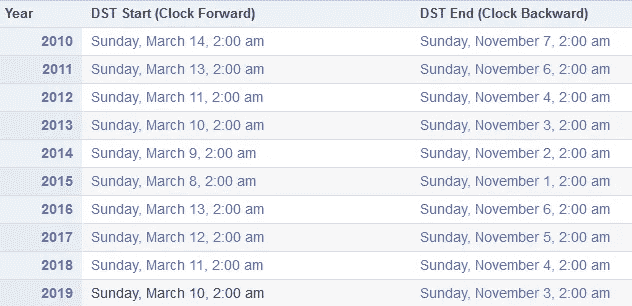 Year DST Start (Clock Forward) DST End (Clock Backward)
2010 Sunday, March 14, 2:00 am Sunday, November 7, 2:00 am
2011 Sunday, March 13, 2:00 am Sunday, November 6, 2:00 am
2012 Sunday, March 11, 2:00 am Sunday, November 4, 2:00 am
2013 Sunday, March 10, 2:00 am Sunday, November 3, 2:00 am
2014 Sunday, March 9, 2:00 am Sunday, November 2, 2:00 am
2015 Sunday, March 8, 2:00 am Sunday, November 1, 2:00 am
2016 Sunday, March 13, 2:00 am Sunday, November 6, 2:00 am
2017 Sunday, March 12, 2:00 am Sunday, November 5, 2:00 am
2018 Sunday, March 11, 2:00 am Sunday, November 4, 2:00 am
2019 Sunday, March 10, 2:00 am Sunday, November 3, 2:00 am